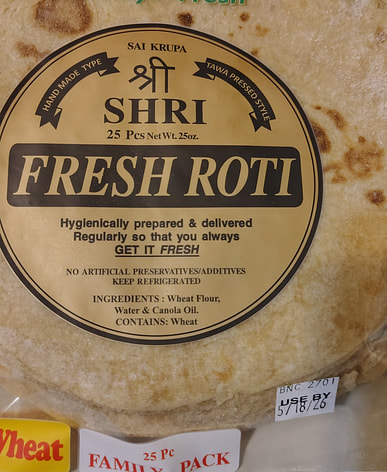 Fresh
SAI KRUPA
HAND MADE TYPE
TAWA PRESSED STYLE
श्री
SHRI
25 Pcs Net Wt. 25oz.
FRESH ROTI
Hygienically prepared & delivered
Regularly so that you always
GET IT FRESH
NO ARTIFICIAL PRESERVATIVES/ADDITIVES
KEEP REFRIGERATED
INGREDIENTS : Wheat Flour,
Water & Canola Oil.
CONTAINS: Wheat
BNC 2701
USE BY
5/18/26
Wheat
25 Pc
FAMILY PACK